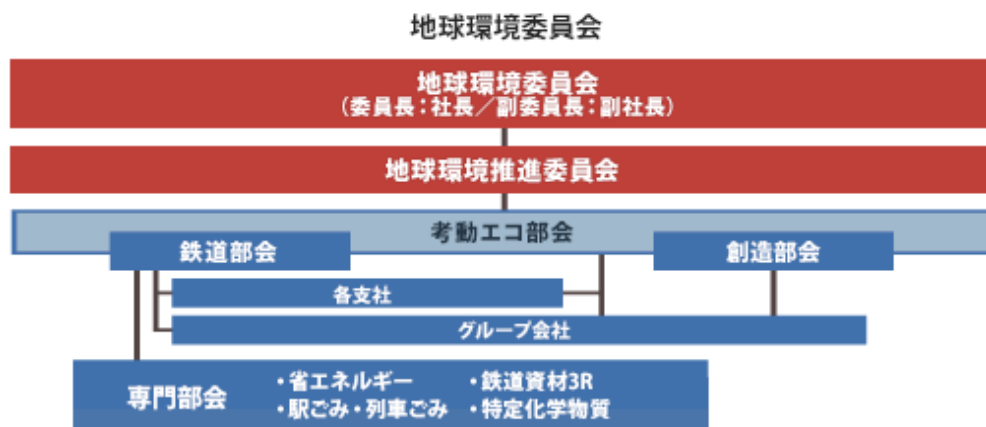 地球環境委員会
地球環境委員会
(委員長:社長／副委員長:副社長)
地球環境推進委員会
考動エコ部会
鉄道部会
創造部会
各支社
グループ会社
専門部会
・省エネルギー ・鉄道資材3R
・駅ごみ・列車ごみ ・特定化学物質